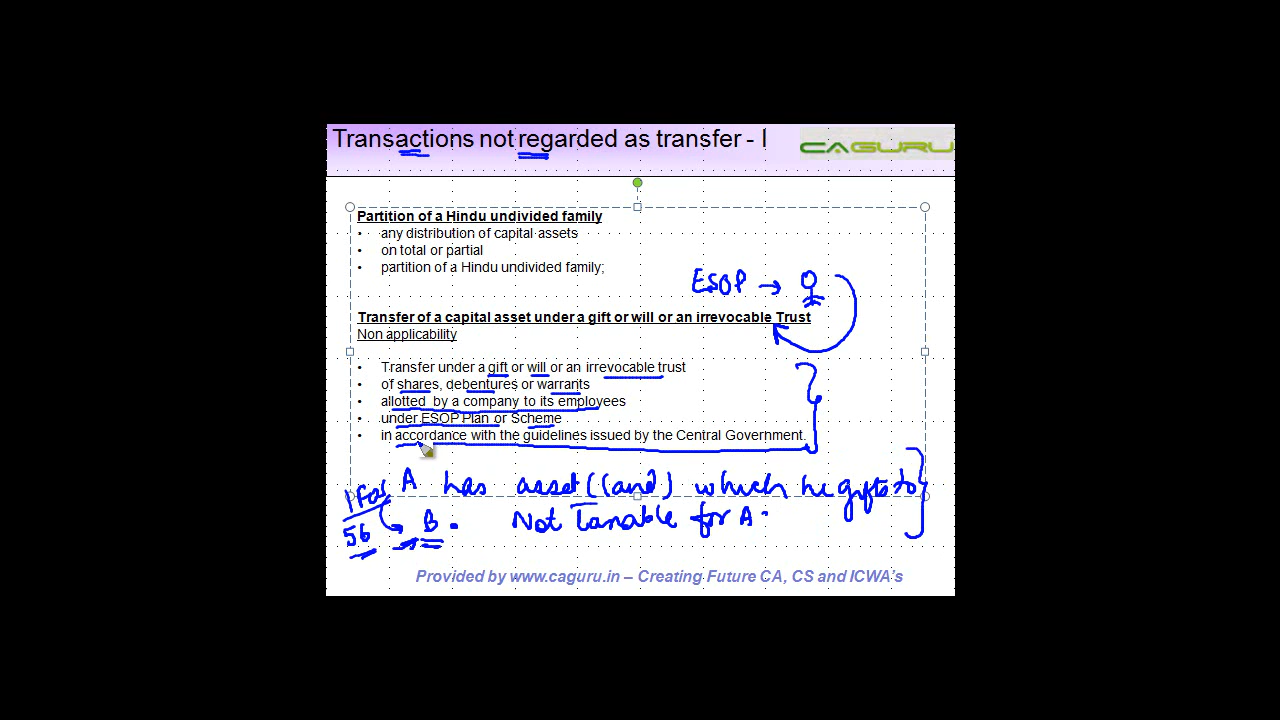 Transactions not regarded as transfer - I
CAGURU
Partition of a Hindu undivided family
• any distribution of capital assets
• on total or partial
• partition of a Hindu undivided family;
ESOP →
Transfer of a capital asset under a gift or will or an irrevocable Trust
Non applicability
• Transfer under a gift or will or an irrevocable trust
• of shares, debentures or warrants
• allotted by a company to its employees
• under ESOP Plan or Scheme
• in accordance with the guidelines issued by the Central Government.
A has asset (land) which he gifts to
B. Not Taxable for A.
56
Provided by www.caguru.in – Creating Future CA, CS and ICWA's